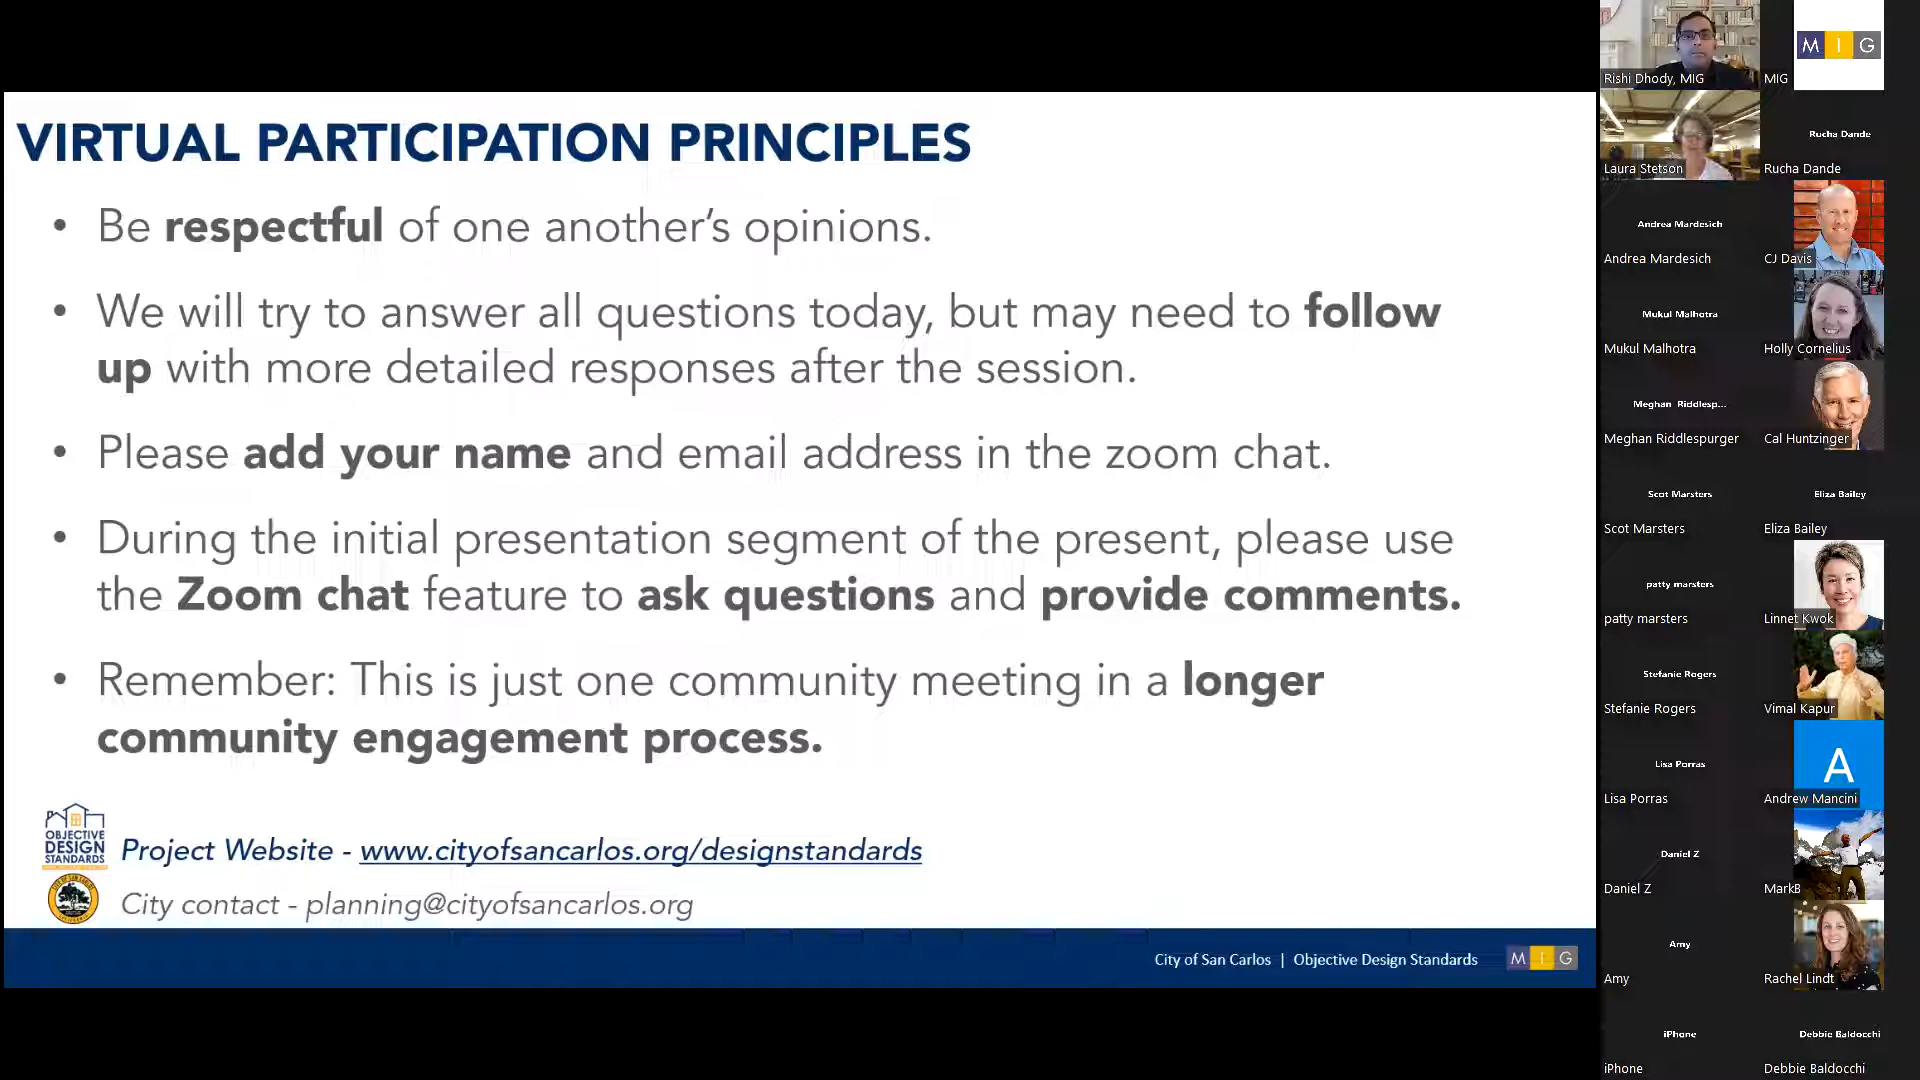 VIRTUAL PARTICIPATION PRINCIPLES
• Be respectful of one another's opinions.
• We will try to answer all questions today, but may need to follow
up with more detailed responses after the session.
• Please add your name and email address in the zoom chat.
• During the initial presentation segment of the present, please use
the Zoom chat feature to ask questions and provide comments.
• Remember: This is just one community meeting in a longer
community engagement process.
OBJECTIVE
DESIGN
STANDARDS
Project Website - www.cityofsancarlos.org/designstandards
City contact - planning@cityofsancarlos.org
City of San Carlos | Objective Design Standards
M I G
Rishi Dhody, MIG
M I G
MIG
Laura Stetson
Rucha Dande
Rucha Dande
Andrea Mardesich
Andrea Mardesich
CJ Davis
Mukul Malhotra
Mukul Malhotra
Holly Cornelius
Meghan Riddlesp...
Meghan Riddlespurger
Cal Huntzinger
Scot Marsters
Scot Marsters
Eliza Bailey
Eliza Bailey
patty marsters
patty marsters
Linnet Kwok
Stefanie Rogers
Stefanie Rogers
Vimal Kapur
Lisa Porras
Lisa Porras
A
Andrew Mancini
Daniel Z
Daniel Z
MarkB
Amy
Amy
Rachel Lindt
iPhone
iPhone
Debbie Baldocchi
Debbie Baldocchi